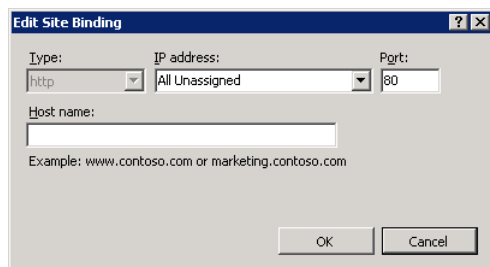 Edit Site Binding
Type: IP address: Port:
http All Unassigned 80
Host name:
Example: www.contoso.com or marketing.contoso.com
OK Cancel